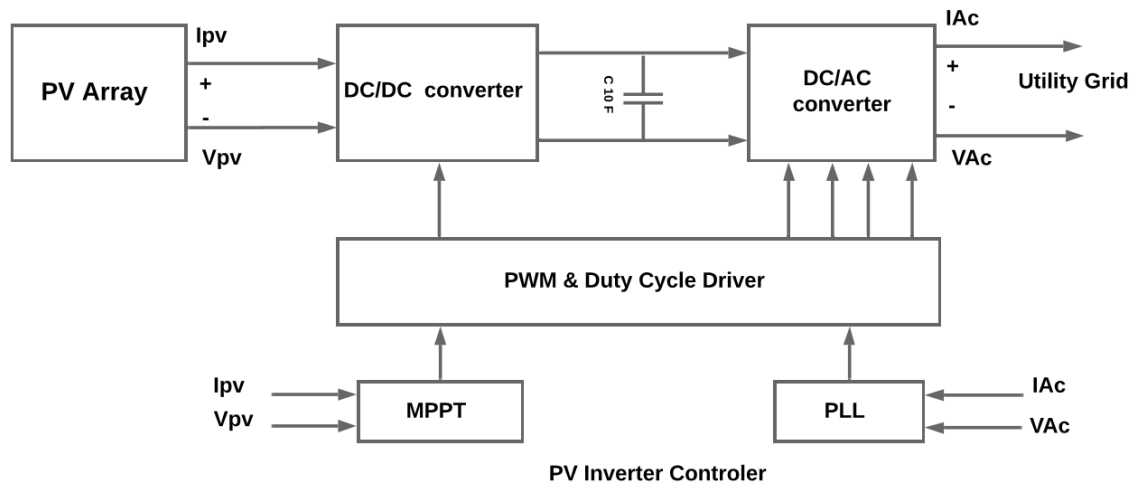 Ipv
PV Array
+
-
Vpv
DC/DC converter
C 10 F
DC/AC
converter
IAc
+
Utility Grid
-
VAc
PWM & Duty Cycle Driver
Ipv
Vpv
MPPT
PLL
IAc
VAc
PV Inverter Controler